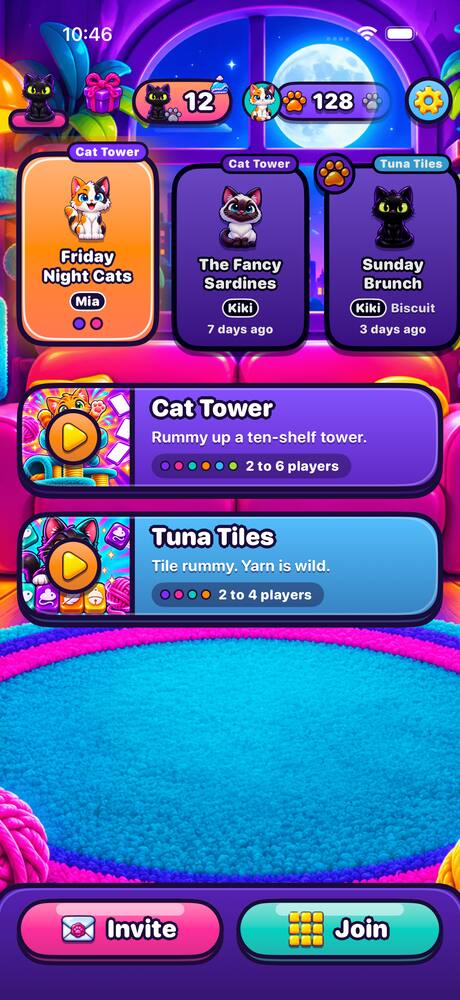 10:46
12
128
Cat Tower
Friday
Night Cats
Mia
Cat Tower
The Fancy
Sardines
Kiki
7 days ago
Tuna Tiles
Sunday
Brunch
Kiki Biscuit
3 days ago
Cat Tower
Rummy up a ten-shelf tower.
2 to 6 players
Tuna Tiles
Tile rummy. Yarn is wild.
2 to 4 players
Invite
Join